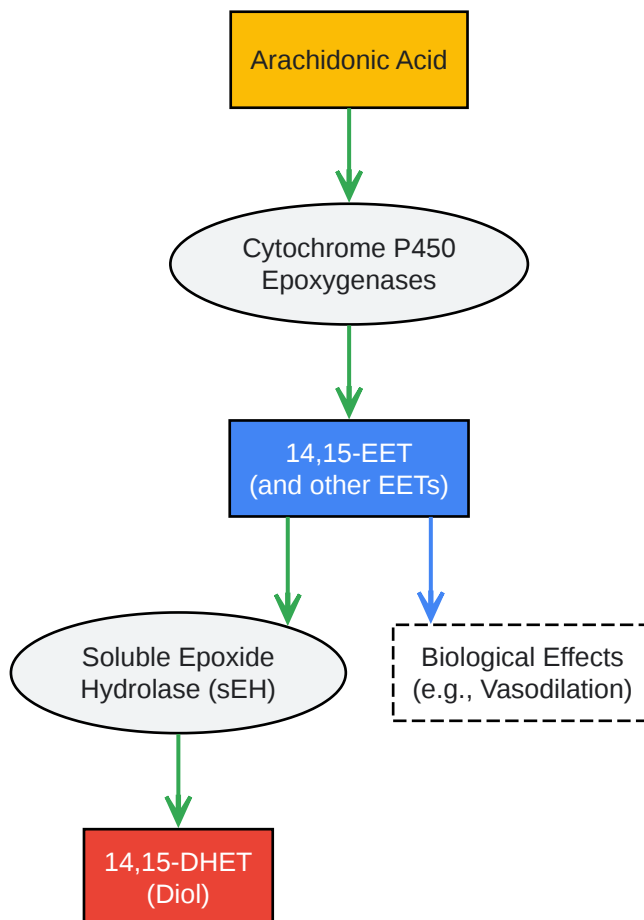 Arachidonic Acid
Cytochrome P450
Epoxygenases
14,15-EET
(and other EETs)
Soluble Epoxide
Hydrolase (sEH)
Biological Effects
(e.g., Vasodilation)
14,15-DHET
(Diol)